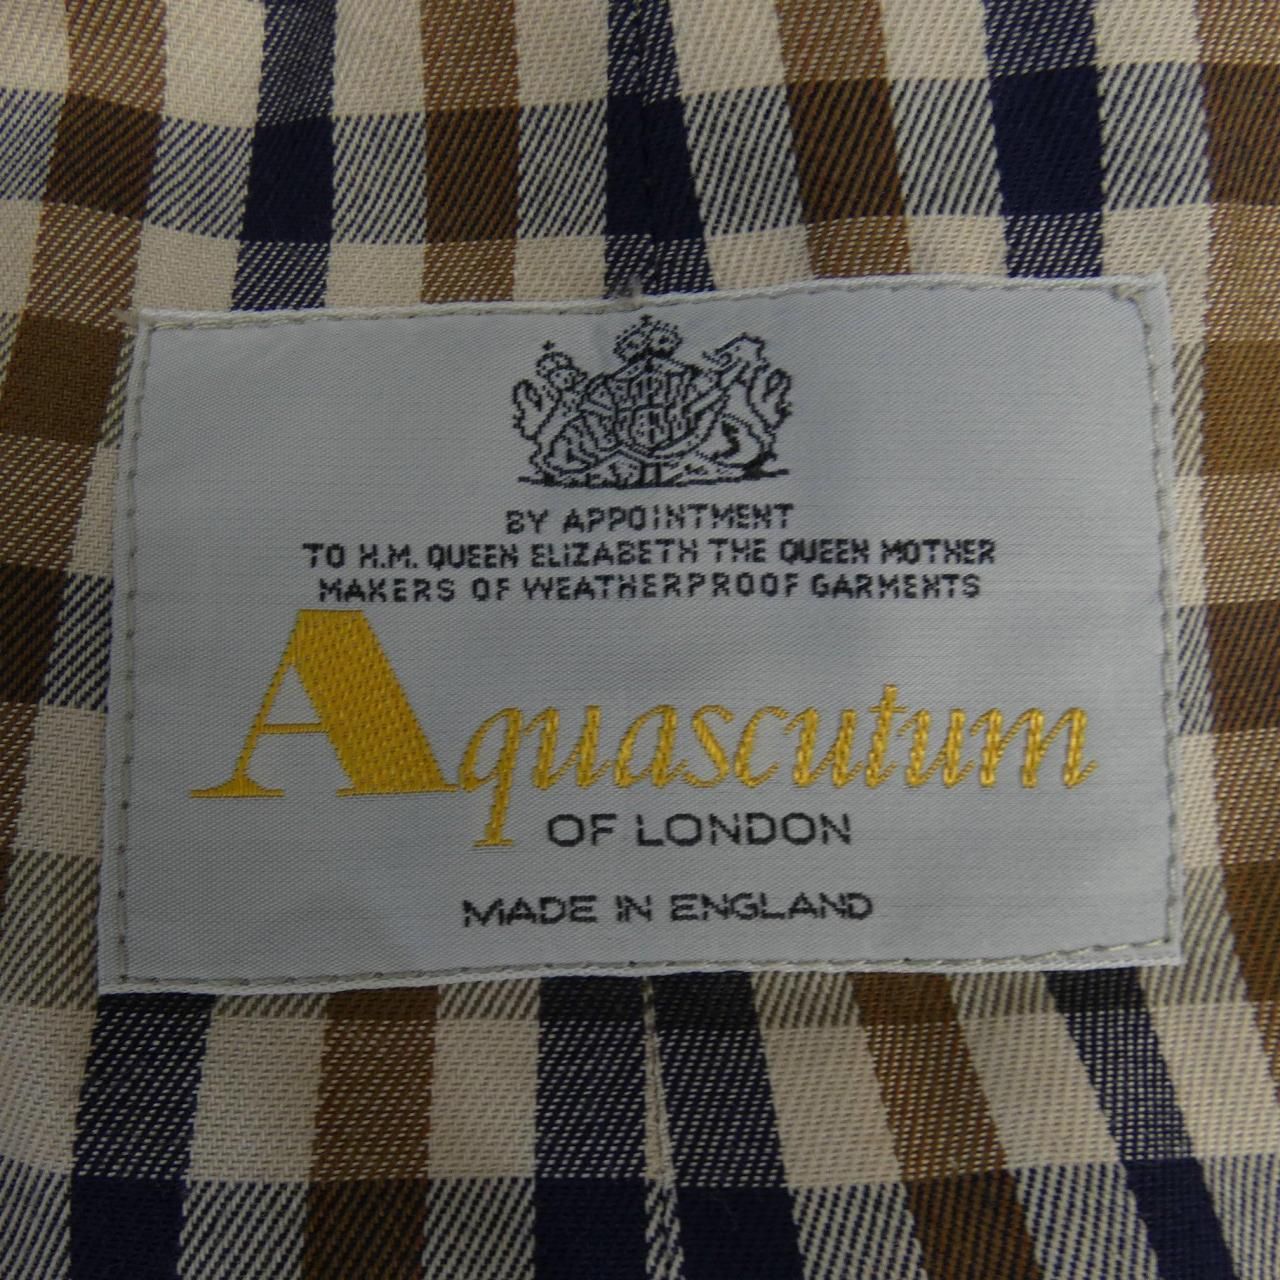 BY APPOINTMENT
TO H.M. QUEEN ELIZABETH THE QUEEN MOTHER
MAKERS OF WEATHERPROOF GARMENTS
Aquascutum
OF LONDON
MADE IN ENGLAND